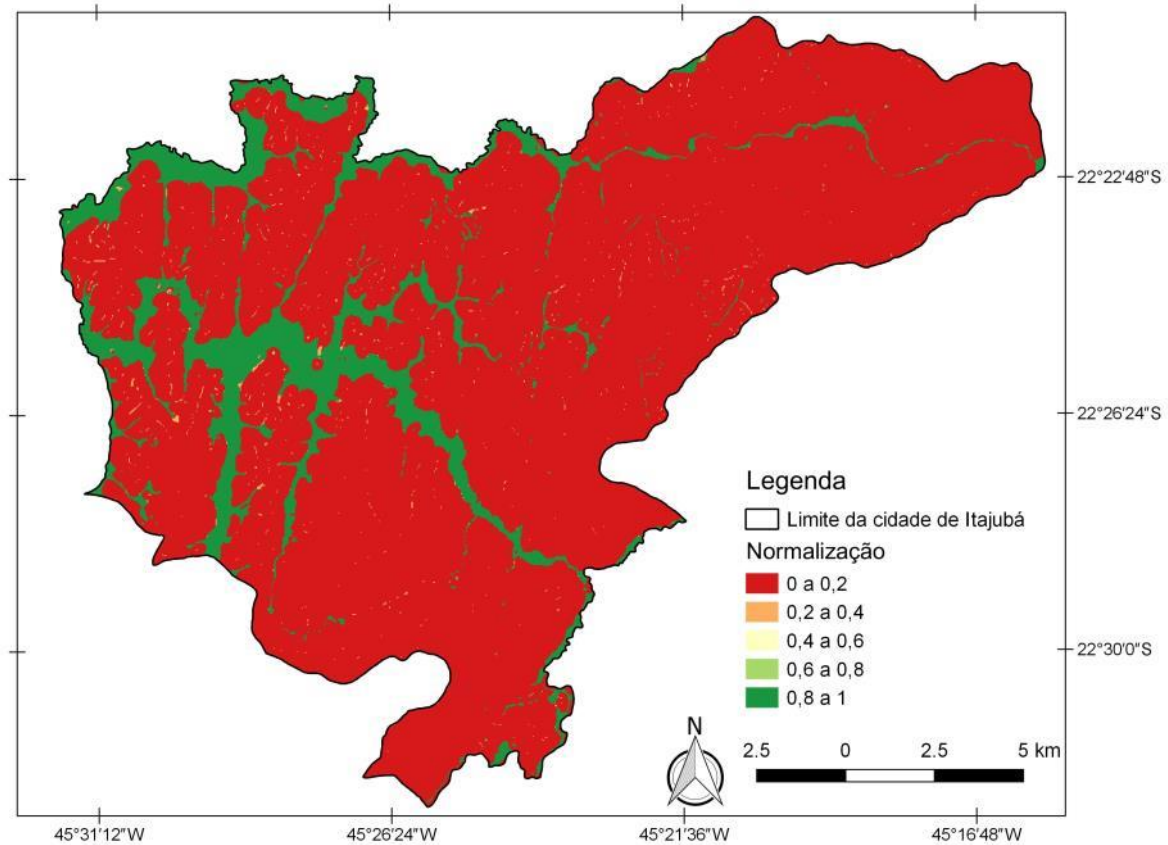 22°22'48"S
22°26'24"S
Legenda
Limite da cidade de Itajubá
Normalização
0 a 0,2
0,2 a 0,4
0,4 a 0,6
0,6 a 0,8
0,8 a 1
22°30'0"S
N
2.5 0 2.5 5 km
45°31'12"W 45°26'24"W 45°21'36"W 45°16'48"W